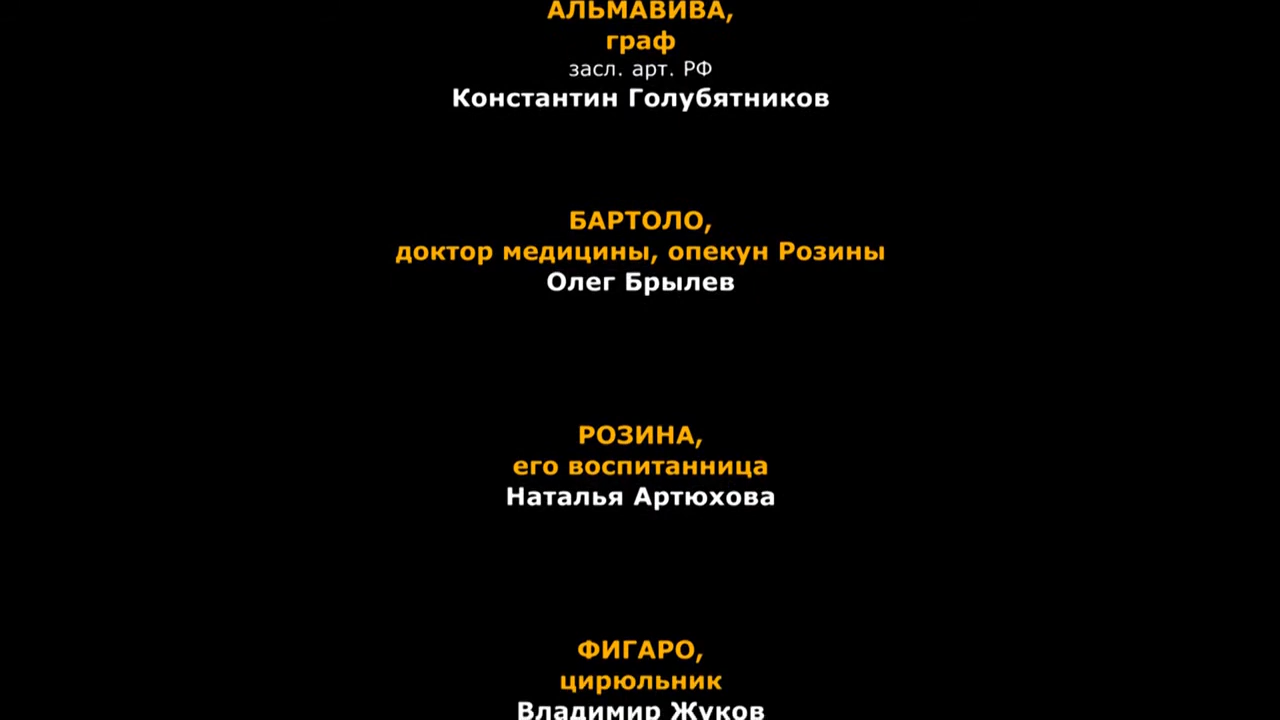 АЛЬМАВИВА,
граф
засл. арт. РФ
Константин Голубятников
БАРТОЛО,
доктор медицины, опекун Розины
Олег Брылев
РОЗИНА,
его воспитанница
Наталья Артюхова
ФИГАРО,
цирюльник
Владимир Жуков